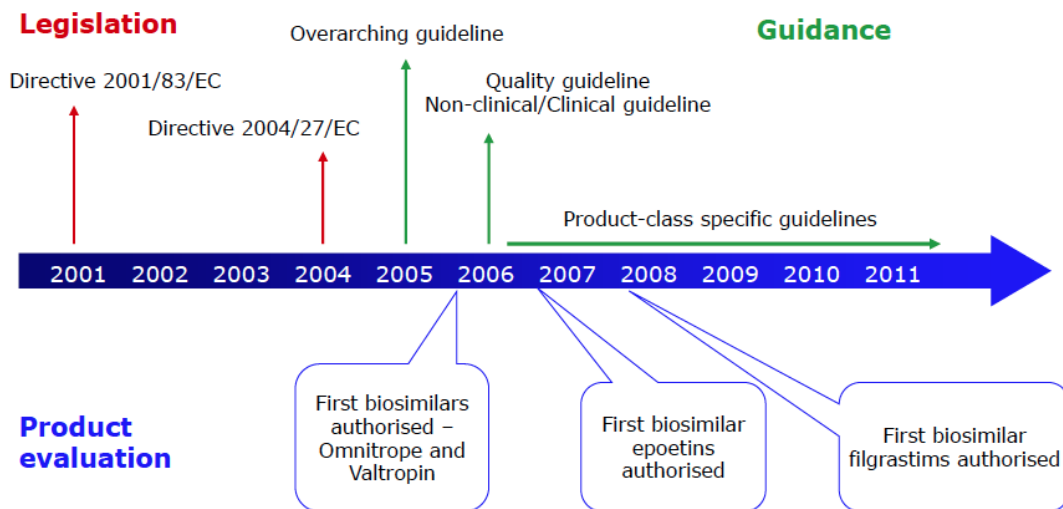 Legislation
Overarching guideline
Guidance
Directive 2001/83/EC
Quality guideline
Non-clinical/Clinical guideline
Directive 2004/27/EC
Product-class specific guidelines
2001 2002 2003 2004 2005 2006 2007 2008 2009 2010 2011
Product
evaluation
First biosimilars
authorised –
Omnitrope and
Valtropin
First biosimilar
epoetins
authorised
First biosimilar
filgrastims authorised